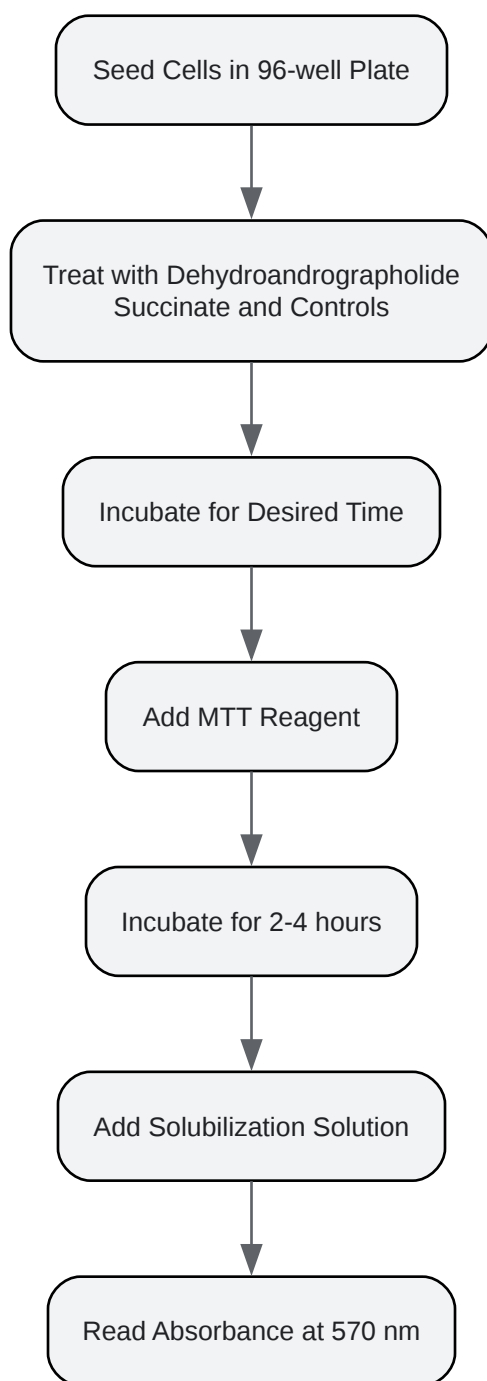 Seed Cells in 96-well Plate
Treat with Dehydroandrographolide
Succinate and Controls
Incubate for Desired Time
Add MTT Reagent
Incubate for 2-4 hours
Add Solubilization Solution
Read Absorbance at 570 nm